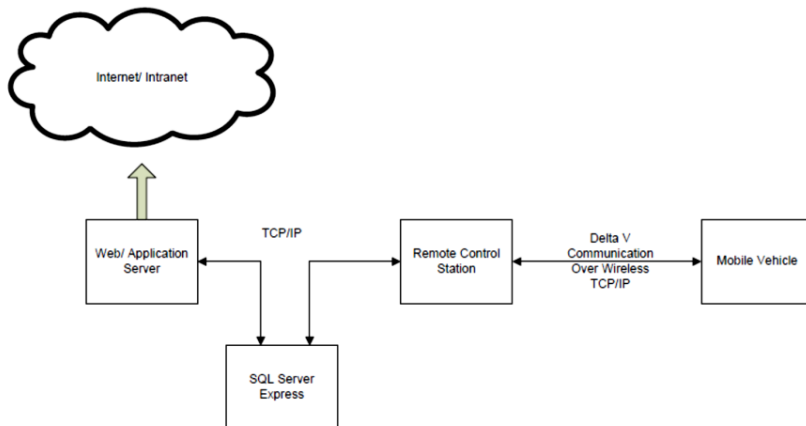 Internet/ Intranet
Web/ Application
Server
TCP/IP
Remote Control
Station
Delta V
Communication
Over Wireless
TCP/IP
Mobile Vehicle
SQL Server
Express